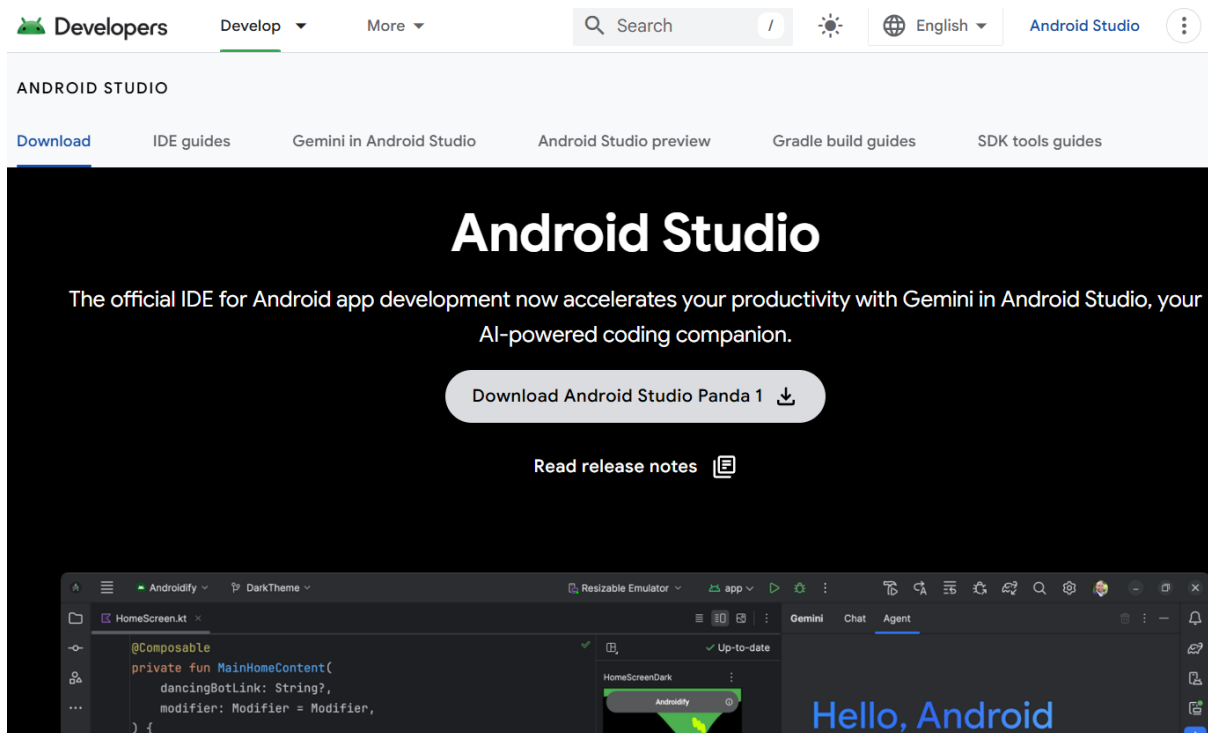 Developers Develop More Search / English Android Studio
ANDROID STUDIO
Download IDE guides Gemini in Android Studio Android Studio preview Gradle build guides SDK tools guides
Android Studio
The official IDE for Android app development now accelerates your productivity with Gemini in Android Studio, your
AI-powered coding companion.
Download Android Studio Panda 1
Read release notes
Androidify DarkTheme Resizable Emulator app
HomeScreen.kt Gemini Chat Agent
@Composable Up-to-date
private fun MainHomeContent(
dancingBotLink: String?, HomeScreenDark
modifier: Modifier = Modifier, Androidify
) { Hello, Android